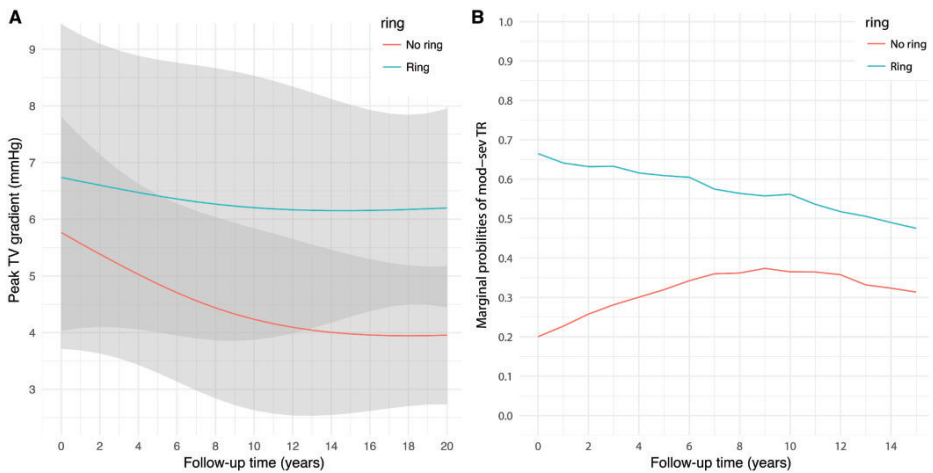 A
ring
No ring
Ring
Peak TV gradient (mmHg)
9
8
7
6
5
4
3
0 2 4 6 8 10 12 14 16 18 20
Follow-up time (years)
B
ring
No ring
Ring
Marginal probilities of mod-sev TR
1.0
0.9
0.8
0.7
0.6
0.5
0.4
0.3
0.2
0.1
0.0
0 2 4 6 8 10 12 14
Follow-up time (years)